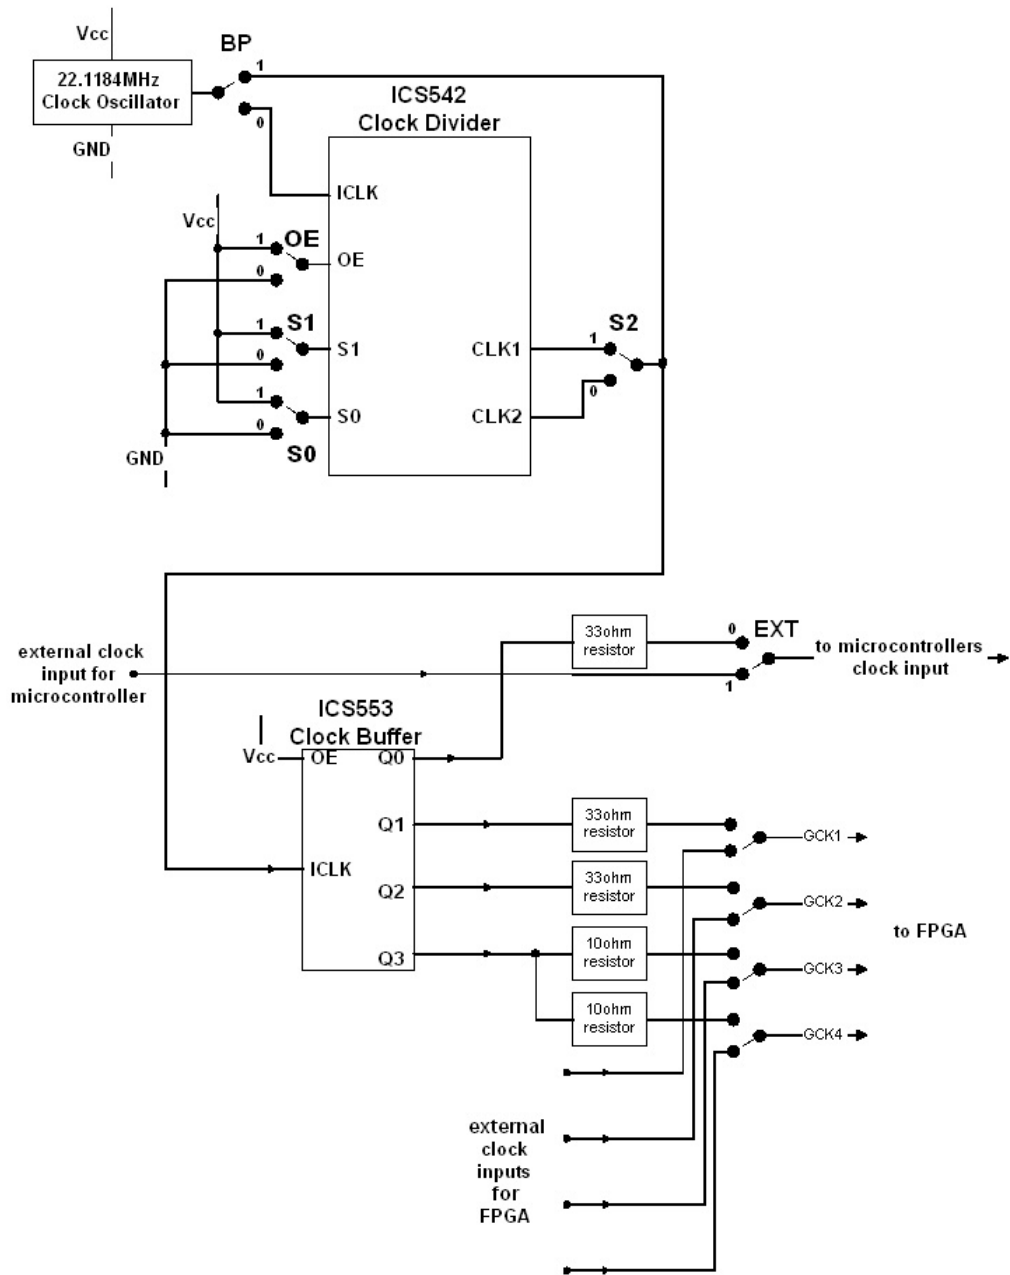 Vcc
BP
22.1184MHz
Clock Oscillator
1
0
GND
ICS542
Clock Divider
ICLK
Vcc
1
OE
OE
0
1
S1
S1
0
1
S0
0
S0
GND
CLK1
CLK2
S2
1
0
external clock
input for
microcontroller
33ohm
resistor
0
EXT
1
to microcontrollers
clock input
ICS553
Clock Buffer
Vcc
OE
Q0
Q1
33ohm
resistor
GCK1
ICLK
Q2
33ohm
resistor
GCK2
to FPGA
Q3
10ohm
resistor
GCK3
10ohm
resistor
GCK4
external
clock
inputs
for
FPGA